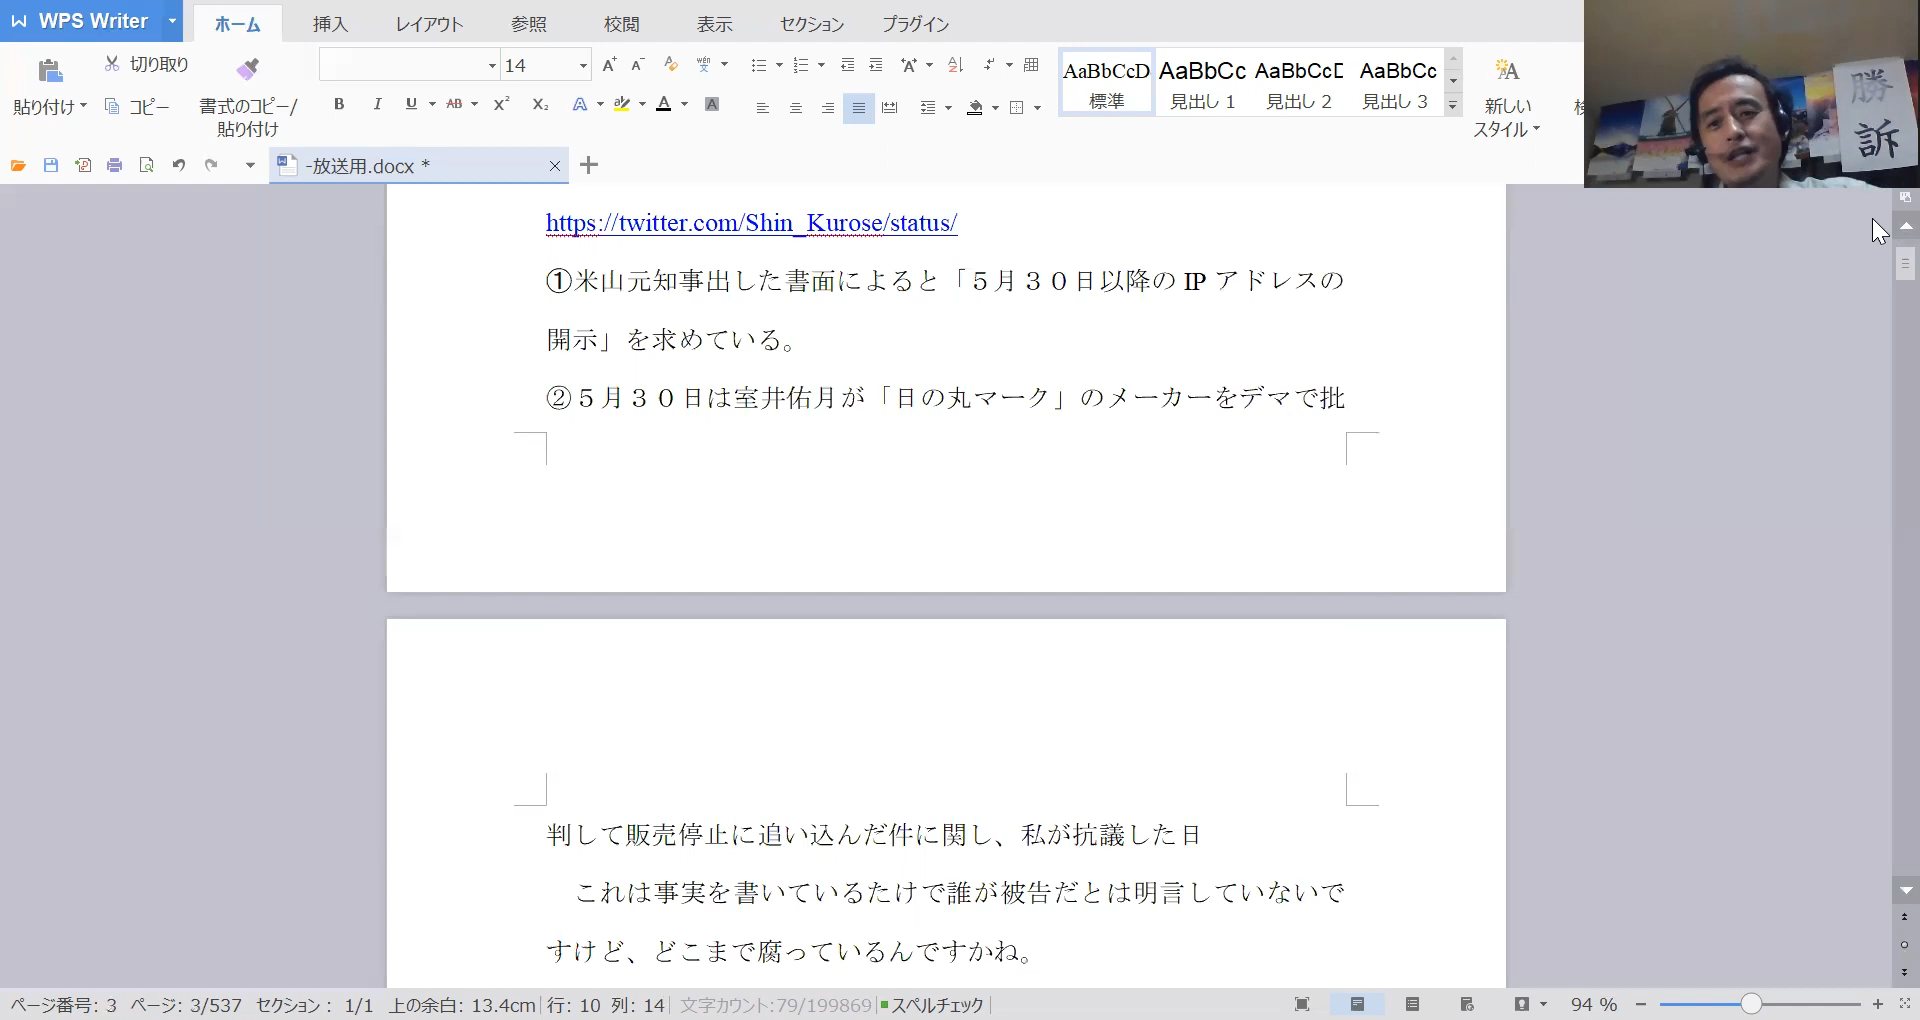 WPS Writer
ホーム 挿入 レイアウト 参照 校閲 表示 セクション プラグイン
貼り付け 切り取り コピー 書式のコピー/貼り付け
14
AaBbCcD AaBbCc AaBbCcD AaBbCc
標準 見出し 1 見出し 2 見出し 3
新しいスタイル
勝訴
-放送用.docx *
https://twitter.com/Shin_Kurose/status/
①米山元知事出した書面によると「５月３０日以降の IP アドレスの
開示」を求めている。
②５月３０日は室井佑月が「日の丸マーク」のメーカーをデマで批
判して販売停止に追い込んだ件に関し、私が抗議した日
これは事実を書いているたけで誰が被告だとは明言していないで
すけど、どこまで腐っているんですかね。
ページ番号: 3 ページ: 3/537 セクション: 1/1 上の余白: 13.4cm 行: 10 列: 14 文字カウント:79/199869 スペルチェック 94 %